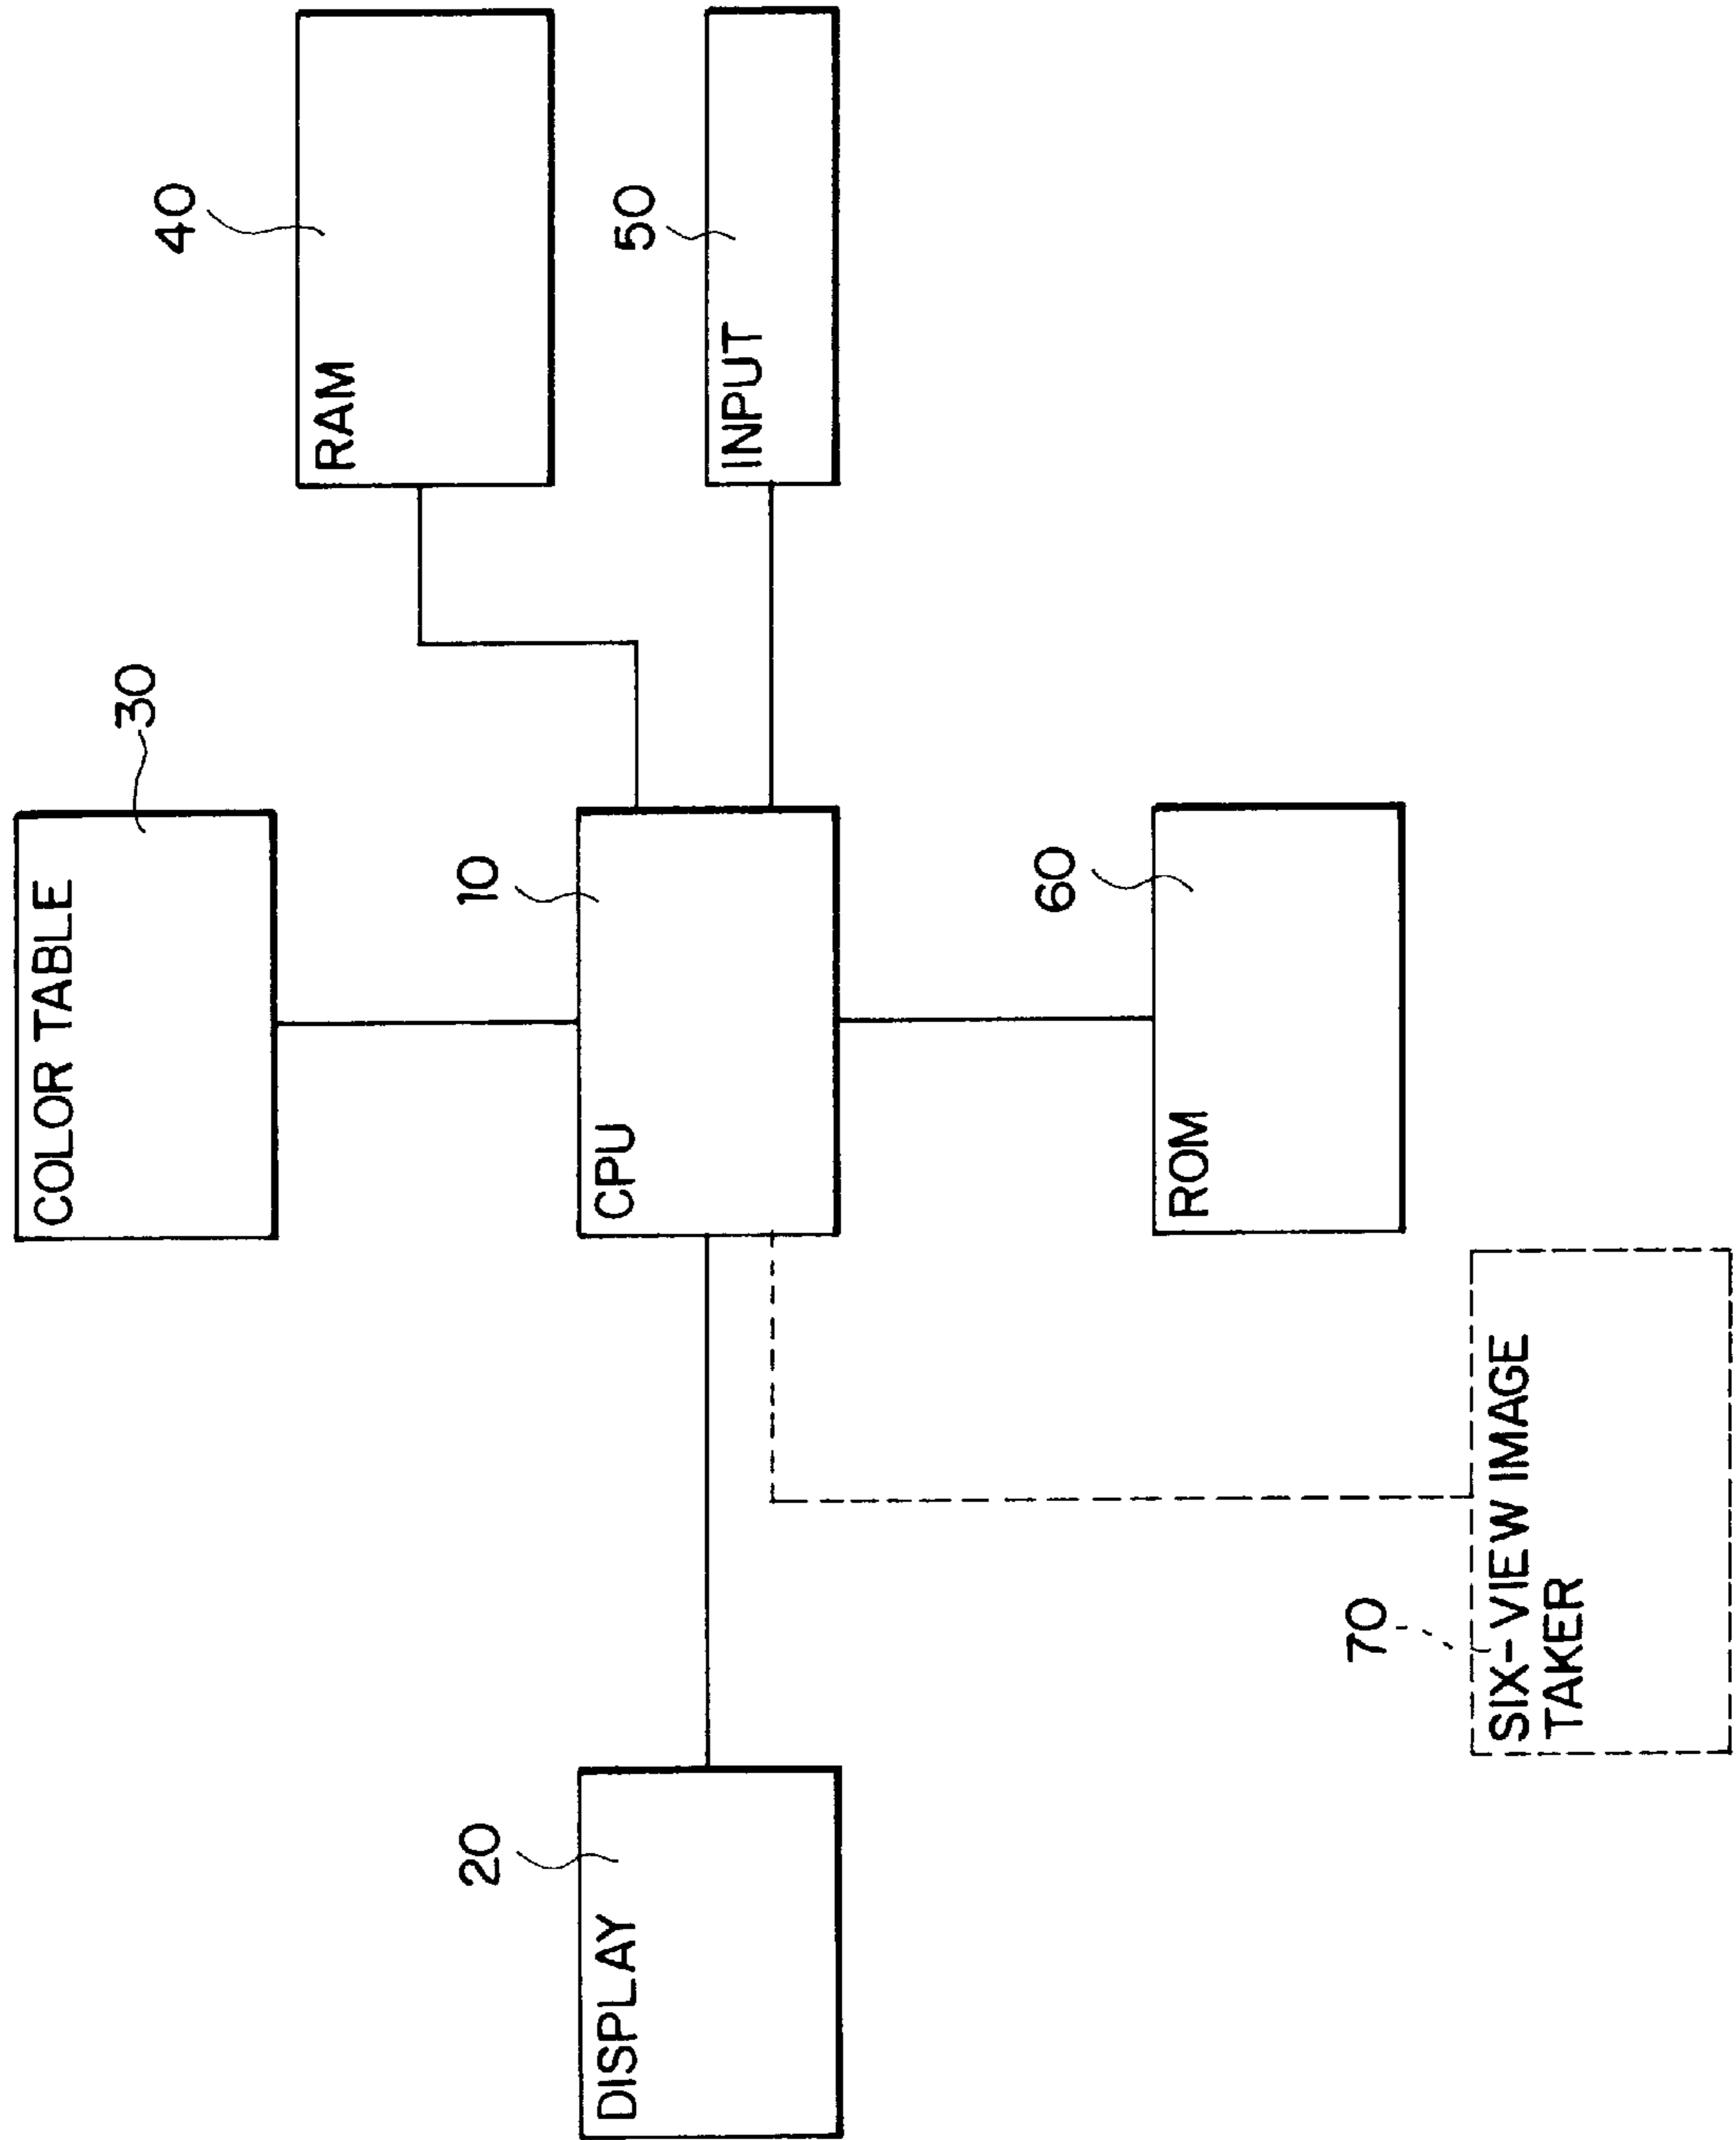 COLOR TABLE
30
40
RAM
10
CPU
50
INPUT
20
DISPLAY
60
ROM
70
SIX-VIEW IMAGE
TAKER